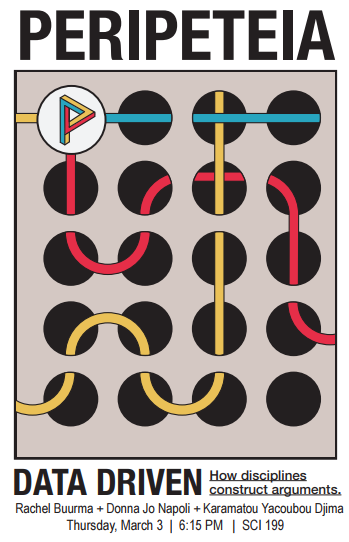 PERIPETEIA
DATA DRIVEN
How disciplines
construct arguments.
Rachel Buurma + Donna Jo Napoli + Karamatou Yacoubou Djima
Thursday, March 3 | 6:15 PM | SCI 199